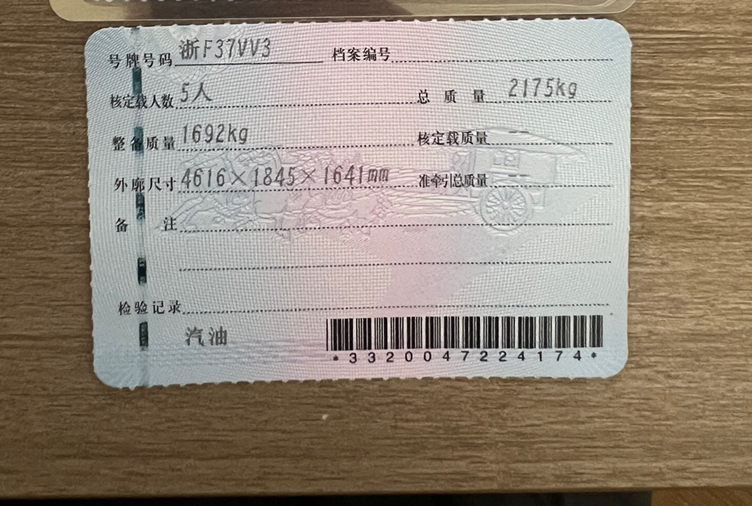 号牌号码 浙F37VV3 档案编号
核定载人数 5人 总质量 2175kg
整备质量 1692kg 核定载质量 --
外廓尺寸 4616×1845×1641mm 准牵引总质量 --
备注
检验记录
汽油
*3320047224174*